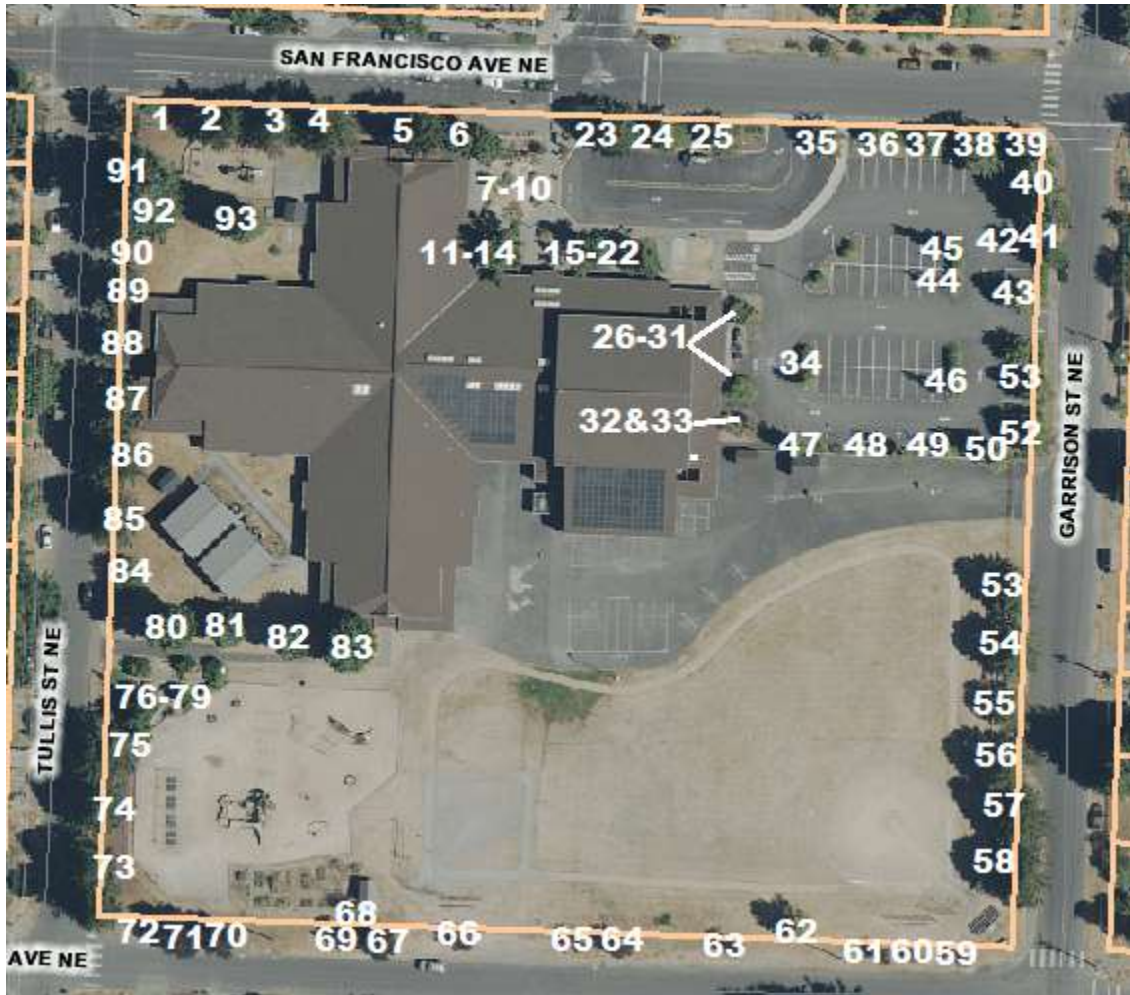 SAN FRANCISCO AVE NE
1 2 3 4 5 6 23 24 25 35 36 37 38 39
91 7-10 40
92 93
90 11-14 15-22 45 42 41
89 44 43
88 26-31 34 53
87 46
32&33
86 47 48 49 50 52
GARRISON ST NE
85
84 53
80 81 82 83 54
TULLIS ST NE
76-79 55
75 56
74 57
73 58
72 71 70 69 68 67 66 65 64 63 62 61 60 59
AVE NE